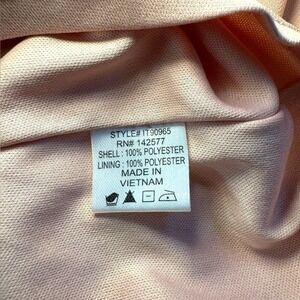 STYLE# IT90965
RN# 142577
SHELL : 100% POLYESTER
LINING : 100% POLYESTER
MADE IN
VIETNAM